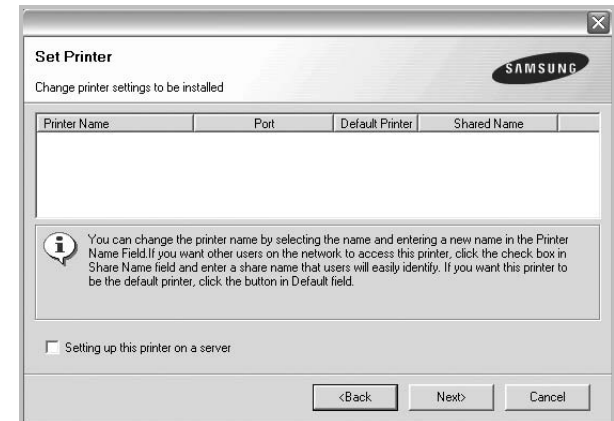 Set Printer
SAMSUNG
Change printer settings to be installed
Printer Name Port Default Printer Shared Name
You can change the printer name by selecting the name and entering a new name in the Printer
Name Field.If you want other users on the network to access this printer, click the check box in
Share Name field and enter a share name that users will easily identify. If you want this printer to
be the default printer, click the button in Default field.
Setting up this printer on a server
<Back Next> Cancel